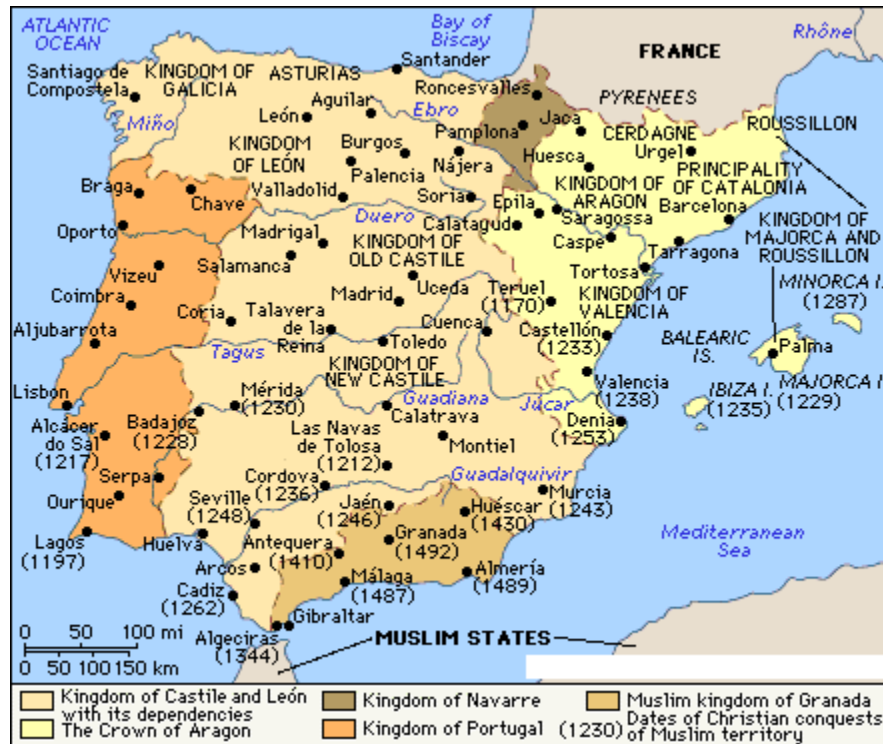 ATLANTIC
OCEAN
Bay of
Biscay
Rhône
FRANCE
Santander
Santiago de
Compostela
KINGDOM OF
GALICIA
ASTURIAS
Roncesvalles
PYRENEES
Aguilar
Ebro
León
Miño
Jaca
CERDAGNE
ROUSSILLON
Pamplona
Urgel
KINGDOM
OF LEÓN
Burgos
Huesca
PRINCIPALITY
OF CATALONIA
Palencia
Nájera
KINGDOM OF
ARAGON
Braga
Chave
Valladolid
Soria
Epila
Saragossa
Barcelona
Duero
Calatagud
KINGDOM OF
MAJORCA AND
ROUSSILLON
Oporto
Madrigal
KINGDOM OF
OLD CASTILE
Caspe
Tarragona
Vizeu
Salamanca
Tortosa
MINORCA I.
(1287)
Uceda
Teruel
(1170)
KINGDOM OF
VALENCIA
Coimbra
Coria
Talavera
de la
Reina
Madrid
Cuenca
Castellón
(1233)
BALEARIC
IS.
Aljubarrota
Toledo
Palma
Tagus
KINGDOM OF
NEW CASTILE
Valencia
(1238)
IBIZA I.
(1235)
MAJORCA I.
(1229)
Lisbon
Mérida
(1230)
Guadiana
Júcar
Badajoz
(1228)
Calatrava
Denia
(1253)
Alcácer
do Sal
(1217)
Las Navas
de Tolosa
(1212)
Montiel
Serpa
Cordova
(1236)
Guadalquivir
Ourique
Seville
(1248)
Jaén
(1246)
Huéscar
(1430)
Murcia
(1243)
Lagos
(1197)
Huelva
Antequera
(1410)
Granada
(1492)
Mediterranean
Sea
Arcos
Almería
(1489)
Cadiz
(1262)
Málaga
(1487)
Gibraltar
Algeciras
(1344)
MUSLIM STATES
0 50 100 mi
0 50 100 150 km
Kingdom of Castile and León
with its dependencies
The Crown of Aragon
Kingdom of Navarre
Kingdom of Portugal
Muslim kingdom of Granada
(1230) Dates of Christian conquests
of Muslim territory